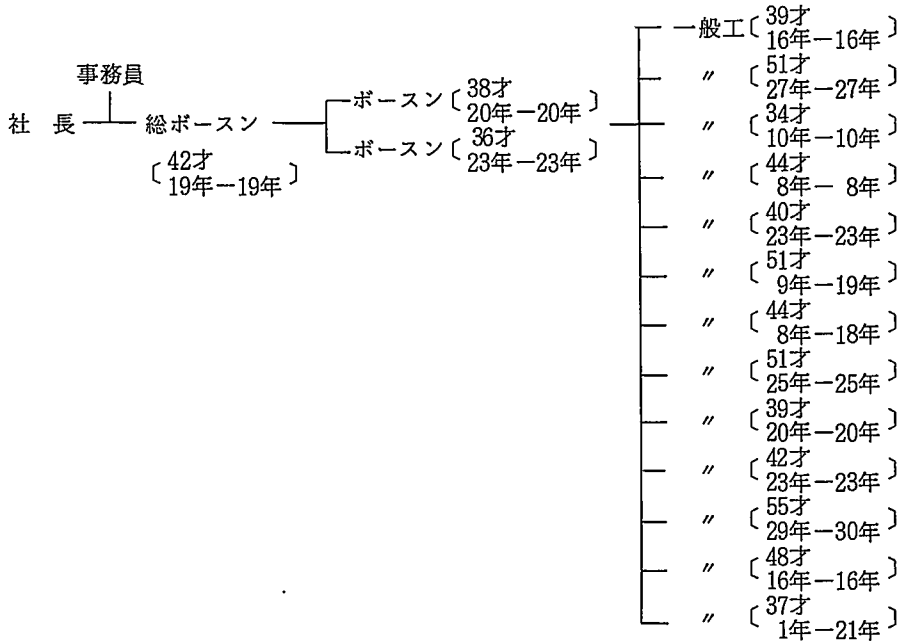 事務員
社 長
総ボースン
〔42才
19年－19年〕
ボースン〔38才
20年－20年〕
ボースン〔36才
23年－23年〕
一般工〔39才
16年－16年〕
〃 〔51才
27年－27年〕
〃 〔34才
10年－10年〕
〃 〔44才
8年－ 8年〕
〃 〔40才
23年－23年〕
〃 〔51才
9年－19年〕
〃 〔44才
8年－18年〕
〃 〔51才
25年－25年〕
〃 〔39才
20年－20年〕
〃 〔42才
23年－23年〕
〃 〔55才
29年－30年〕
〃 〔48才
16年－16年〕
〃 〔37才
1年－21年〕